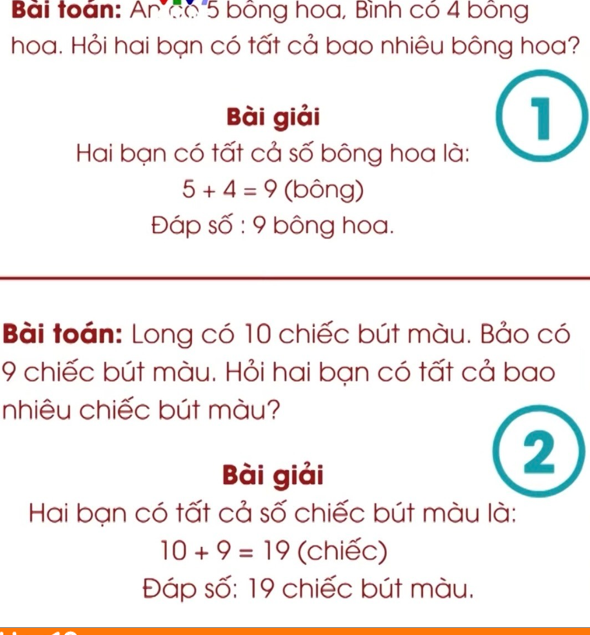 Bài toán: An có 5 bông hoa, Bình có 4 bông
hoa. Hỏi hai bạn có tất cả bao nhiêu bông hoa?
1
Bài giải
Hai bạn có tất cả số bông hoa là:
5 + 4 = 9 (bông)
Đáp số : 9 bông hoa.
Bài toán: Long có 10 chiếc bút màu. Bảo có
9 chiếc bút màu. Hỏi hai bạn có tất cả bao
nhiêu chiếc bút màu?
2
Bài giải
Hai bạn có tất cả số chiếc bút màu là:
10 + 9 = 19 (chiếc)
Đáp số: 19 chiếc bút màu.